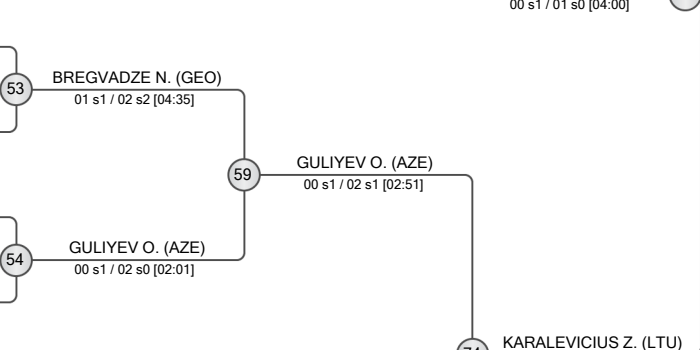 00 s1 / 01 s0 [04:00]
BREGVADZE N. (GEO)
53
01 s1 / 02 s2 [04:35]
GULIYEV O. (AZE)
59
00 s1 / 02 s1 [02:51]
GULIYEV O. (AZE)
54
00 s1 / 02 s0 [02:01]
KARALEVICIUS Z. (LTU)